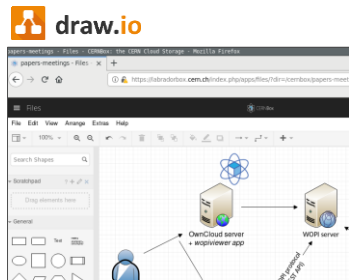 draw.io
papers-meetings - Files - CERNBox: the CERN Cloud Storage - Mozilla Firefox
papers-meetings - Files × +
https://labradorbox.cern.ch/index.php/apps/files/?dir=/cernbox/papers-meet
Files
CERNBox
File Edit View Arrange Extras Help
100%
Search Shapes
Scratchpad
Drag elements here
General
Text
OwnCloud server
+ wopiviewer app
WOPI server
protocol